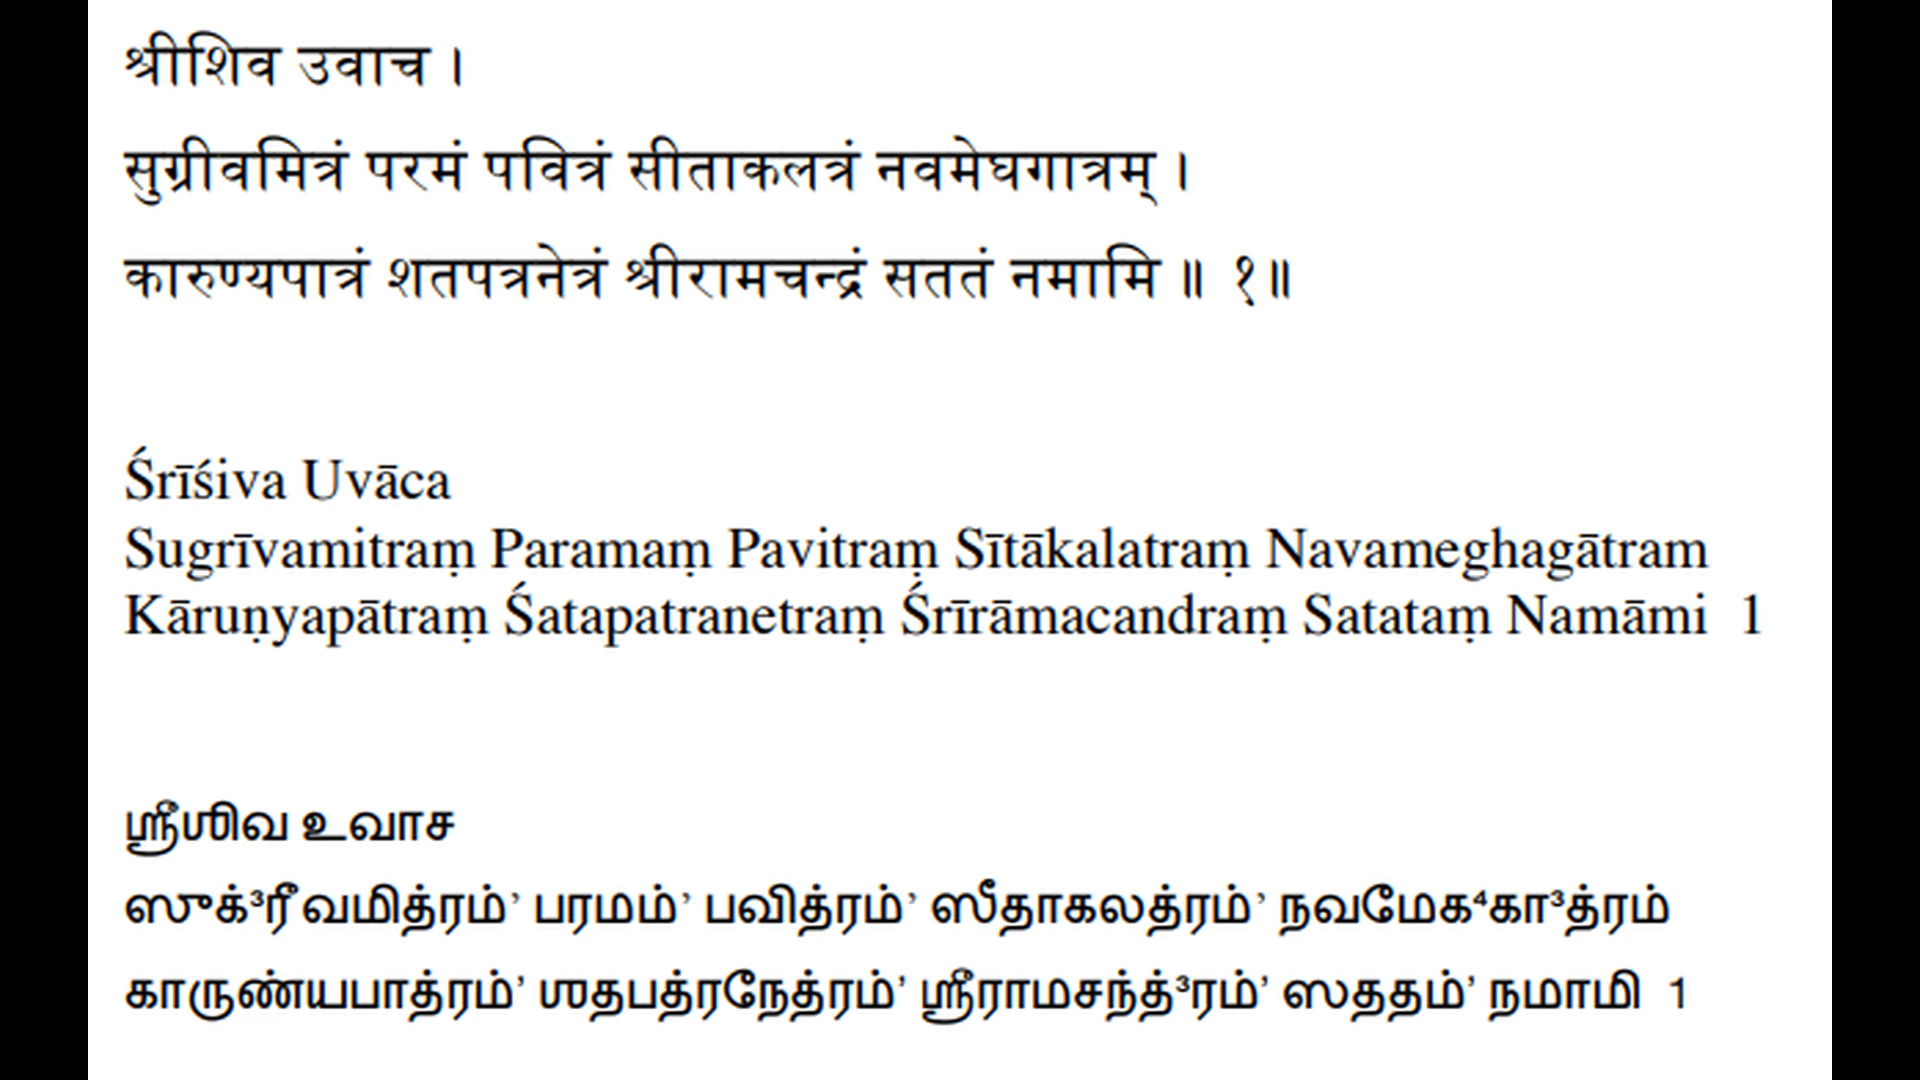 श्रीशिव उवाच ।
सुग्रीवमित्रं परमं पवित्रं सीताकलत्रं नवमेघगात्रम् ।
कारुण्यपात्रं शतपत्रनेत्रं श्रीरामचन्द्रं सततं नमामि ॥ १॥
Śrīśiva Uvāca
Sugrīvamitraṃ Paramaṃ Pavitraṃ Sītākalatraṃ Navameghagātram
Kāruṇyapātraṃ Śatapatranetraṃ Śrīrāmacandraṃ Satataṃ Namāmi 1
ஶ்ரீஶிவ உவாச
ஸுக்³ரீவமித்ரம்ʼ பரமம்ʼ பவித்ரம்ʼ ஸீதாகலத்ரம்ʼ நவமேக⁴கா³த்ரம்
காருண்யபாத்ரம்ʼ ஶதபத்ரநேத்ரம்ʼ ஶ்ரீராமசந்த்³ரம்ʼ ஸததம்ʼ நமாமி 1